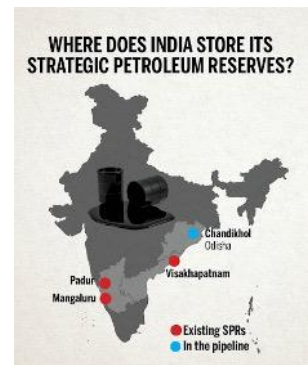 WHERE DOES INDIA STORE ITS
STRATEGIC PETROLEUM RESERVES?
Chandikhol
Odisha
Visakhapatnam
Padur
Mangaluru
Existing SPRs
In the pipeline